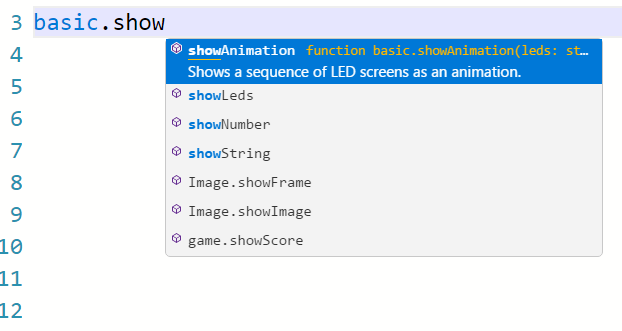 3 basic.show
4 showAnimation function basic.showAnimation(leds: st…
Shows a sequence of LED screens as an animation.
5 showLeds
6 showNumber
7 showString
8 Image.showFrame
9 Image.showImage
10 game.showScore
11
12